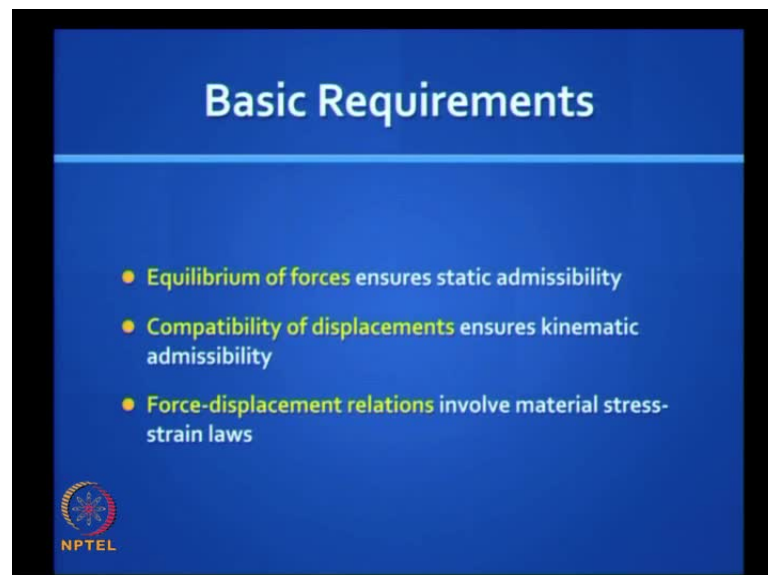 Basic Requirements
Equilibrium of forces ensures static admissibility
Compatibility of displacements ensures kinematic
admissibility
Force-displacement relations involve material stress-
strain laws
NPTEL